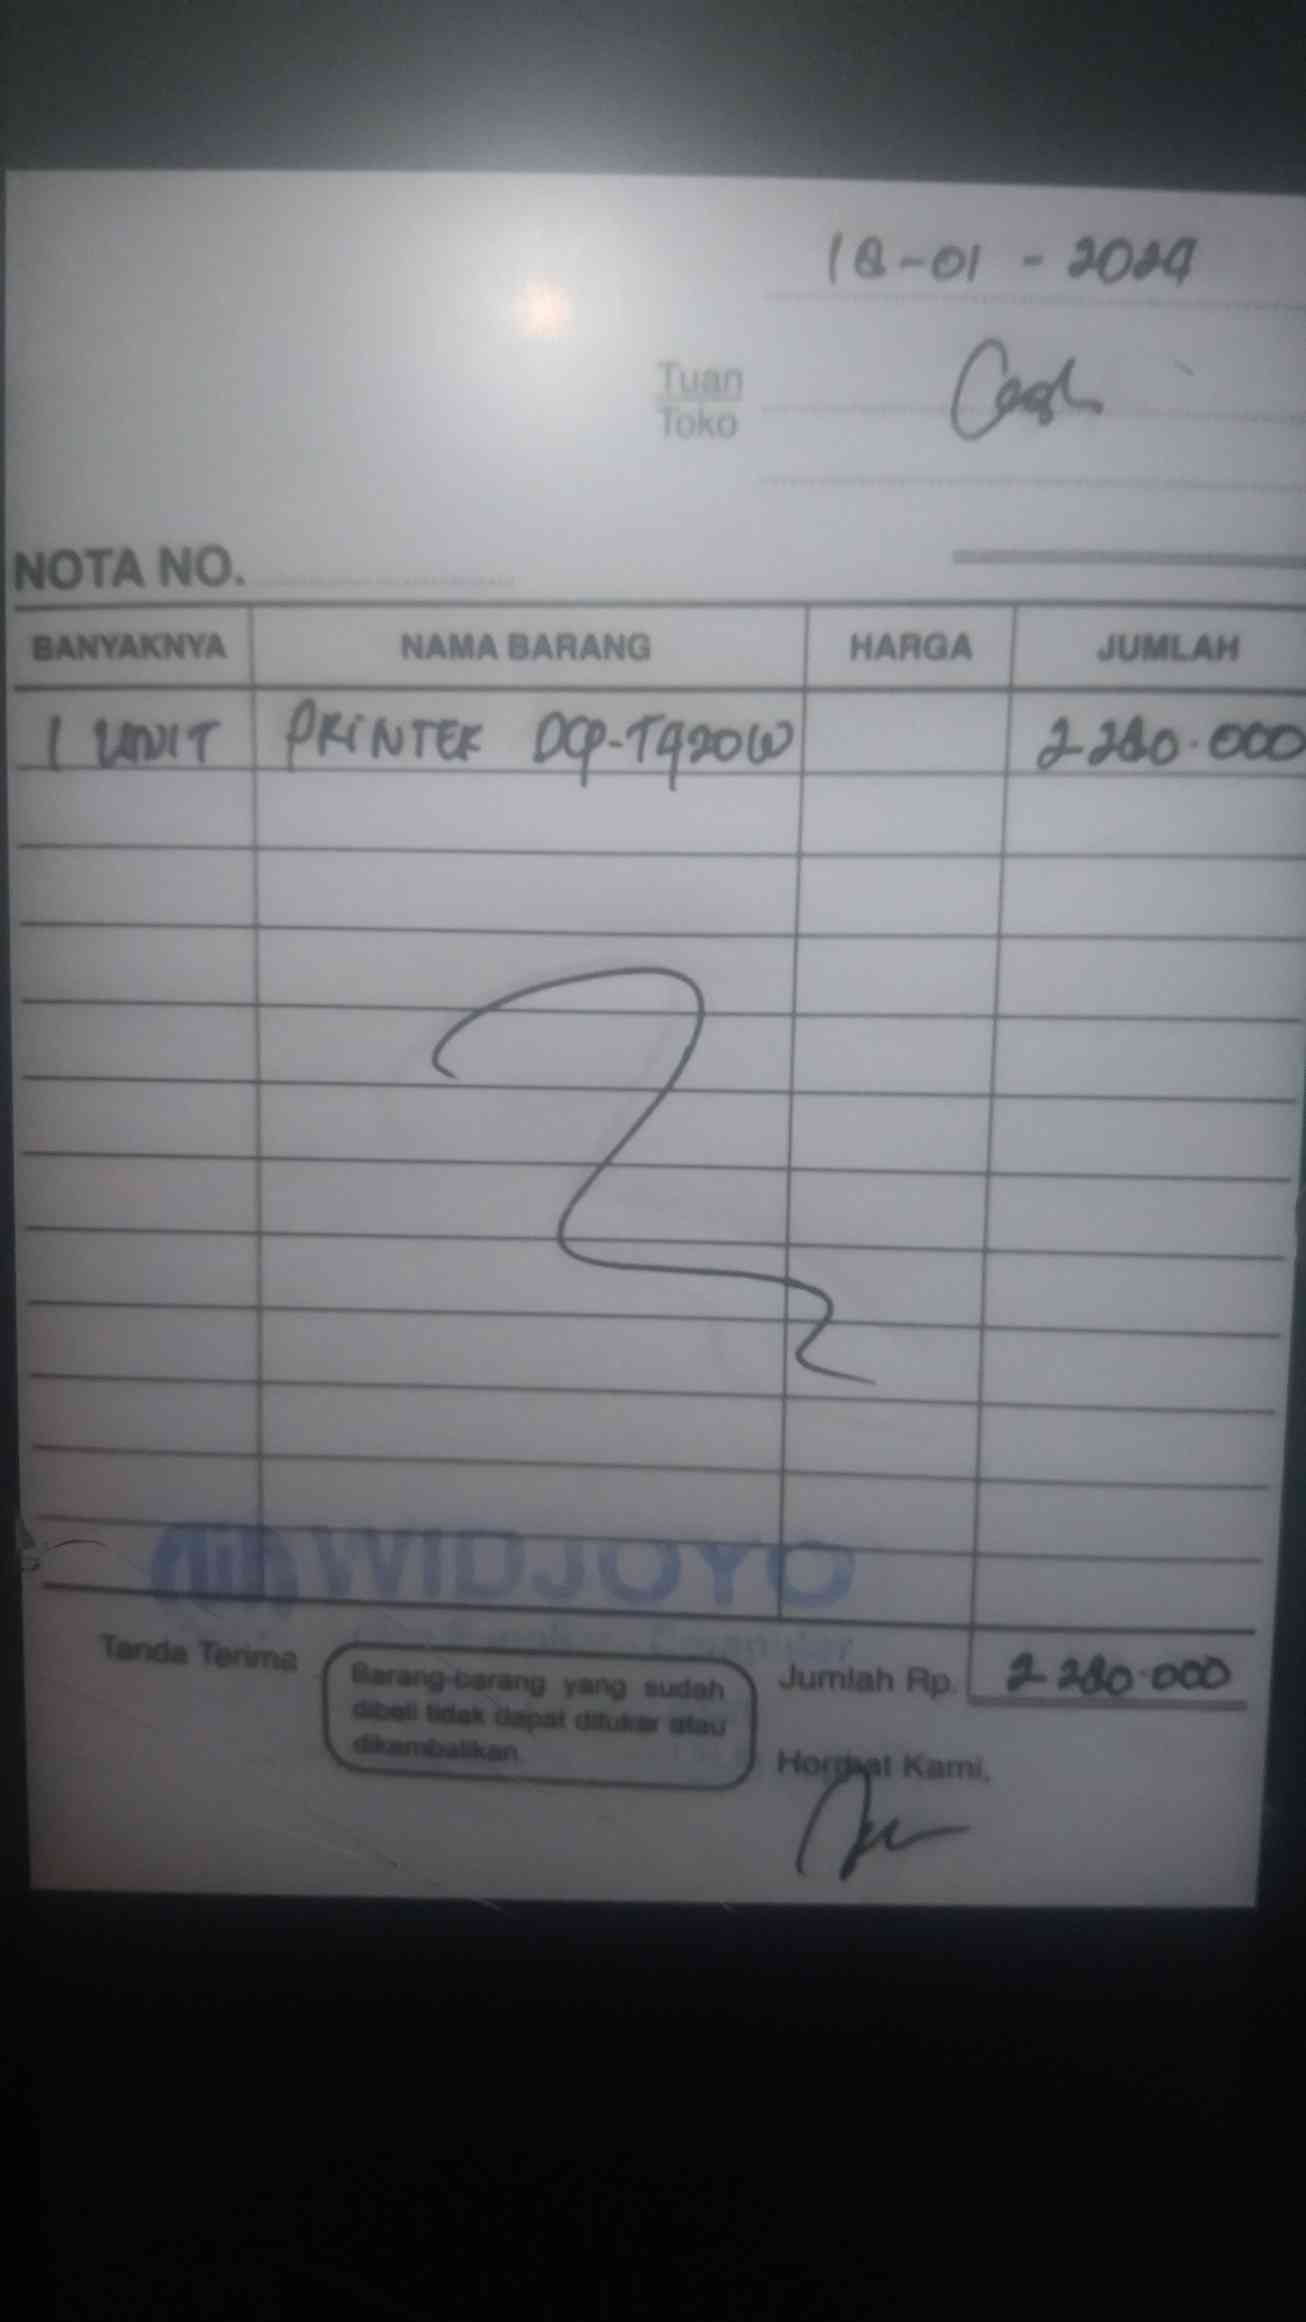 18-01-2024
Tuan
Toko
Cash
NOTA NO.
BANYAKNYA NAMA BARANG HARGA JUMLAH
1 UNIT PRINTER DCP-T420W 2.280.000
WIDJOYO
Computer
Tanda Terima
Barang-barang yang sudah
dibeli tidak dapat ditukar atau
dikembalikan
Jumlah Rp. 2.280.000
Hormat Kami,